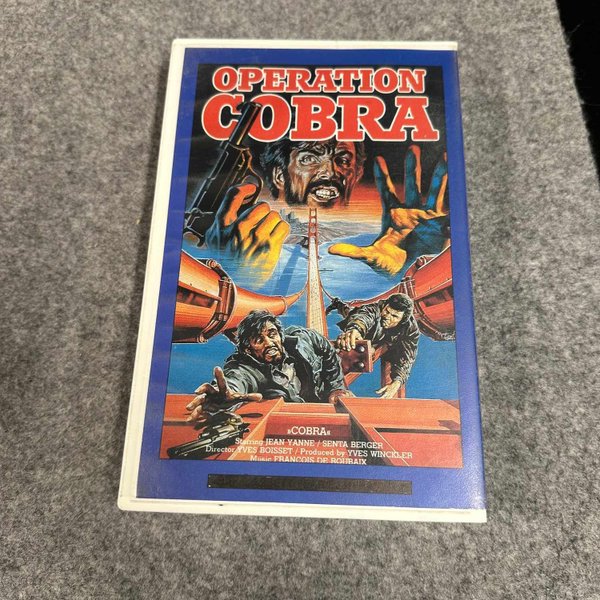 OPERATION
COBRA
»COBRA«
Starring JEAN YANNE / SENTA BERGER
Director YVES BOISSET / Produced by YVES WINCKLER
Music FRANCOIS DE ROUBAIX